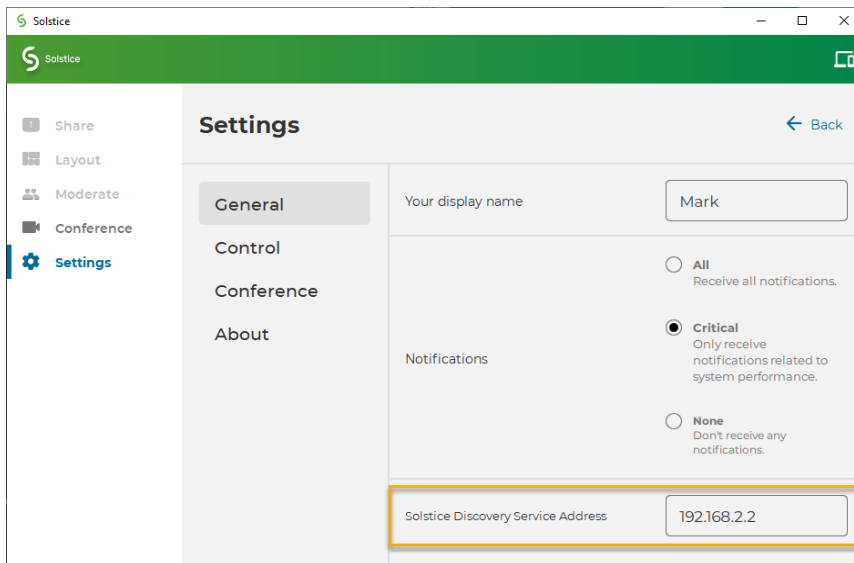 Solstice
Solstice
Share
Layout
Moderate
Conference
Settings
Settings
Back
General
Control
Conference
About
Your display name
Mark
Notifications
All
Receive all notifications.
Critical
Only receive
notifications related to
system performance.
None
Don't receive any
notifications.
Solstice Discovery Service Address
192.168.2.2